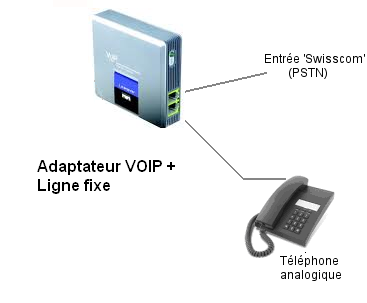 Entrée 'Swisscom'
(PSTN)
Adaptateur VOIP +
Ligne fixe
Téléphone
analogique